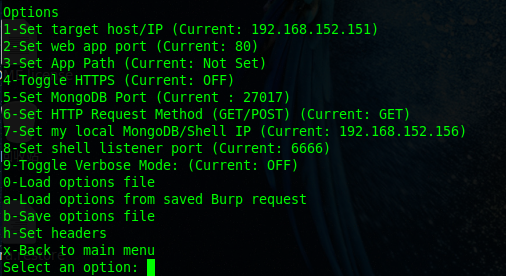 Options
1-Set target host/IP (Current: 192.168.152.151)
2-Set web app port (Current: 80)
3-Set App Path (Current: Not Set)
4-Toggle HTTPS (Current: OFF)
5-Set MongoDB Port (Current : 27017)
6-Set HTTP Request Method (GET/POST) (Current: GET)
7-Set my local MongoDB/Shell IP (Current: 192.168.152.156)
8-Set shell listener port (Current: 6666)
9-Toggle Verbose Mode: (Current: OFF)
0-Load options file
a-Load options from saved Burp request
b-Save options file
h-Set headers
x-Back to main menu
Select an option: